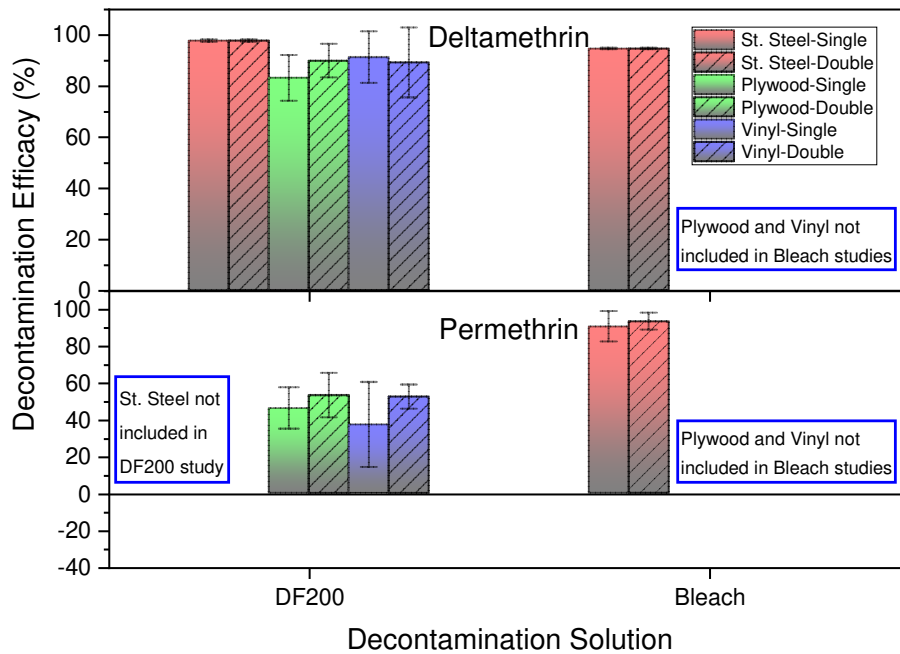 Decontamination Efficacy (%)
100
80
60
40
20
0
Deltamethrin
St. Steel-Single
St. Steel-Double
Plywood-Single
Plywood-Double
Vinyl-Single
Vinyl-Double
Plywood and Vinyl not
included in Bleach studies
100
80
60
40
20
0
-20
-40
Permethrin
St. Steel not
included in
DF200 study
Plywood and Vinyl not
included in Bleach studies
DF200
Bleach
Decontamination Solution